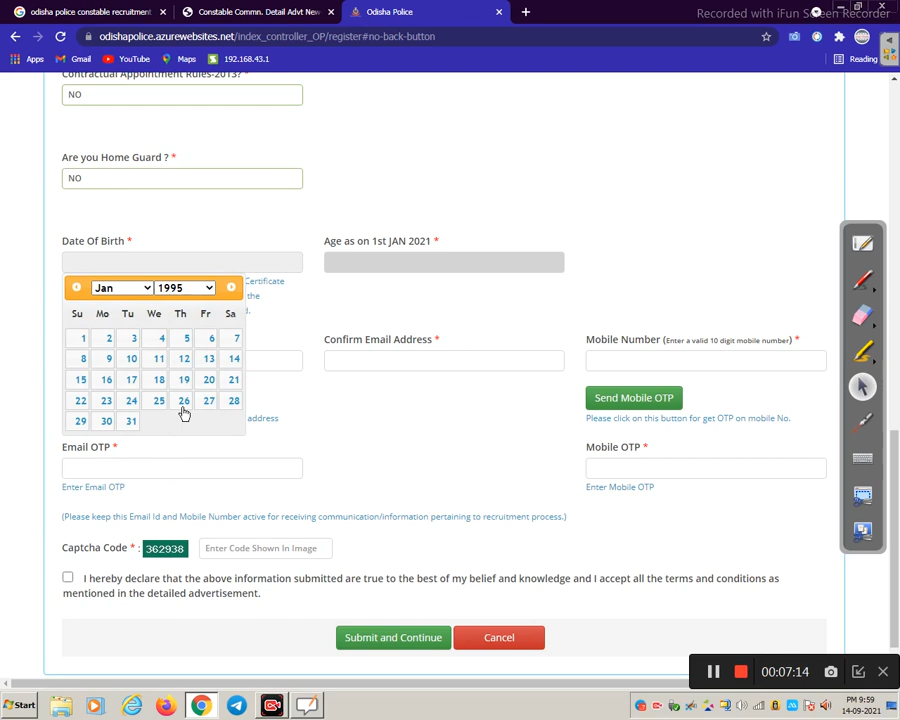 odisha police constable recruitment
Constable Commn. Detail Advt New
Odisha Police
Recorded with iFun Screen Recorder
odishapolice.azurewebsites.net/index_controller_OP/register#no-back-button
Apps Gmail YouTube Maps 192.168.43.1 Reading
Contractual Appointment Rules-2013? *
NO
Are you Home Guard ? *
NO
Date Of Birth * Age as on 1st JAN 2021 *
Certificate
the
Jan 1995
Su Mo Tu We Th Fr Sa
1 2 3 4 5 6 7
8 9 10 11 12 13 14
15 16 17 18 19 20 21
22 23 24 25 26 27 28
29 30 31
Confirm Email Address * Mobile Number (Enter a valid 10 digit mobile number) *
Send Mobile OTP
address Please click on this button for get OTP on mobile No.
Email OTP * Mobile OTP *
Enter Email OTP Enter Mobile OTP
(Please keep this Email Id and Mobile Number active for receiving communication/information pertaining to recruitment process.)
Captcha Code * : 362938 Enter Code Shown In Image
I hereby declare that the above information submitted are true to the best of my belief and knowledge and I accept all the terms and conditions as
mentioned in the detailed advertisement.
Submit and Continue Cancel
00:07:14
Start
PM 9:59
14-09-2021